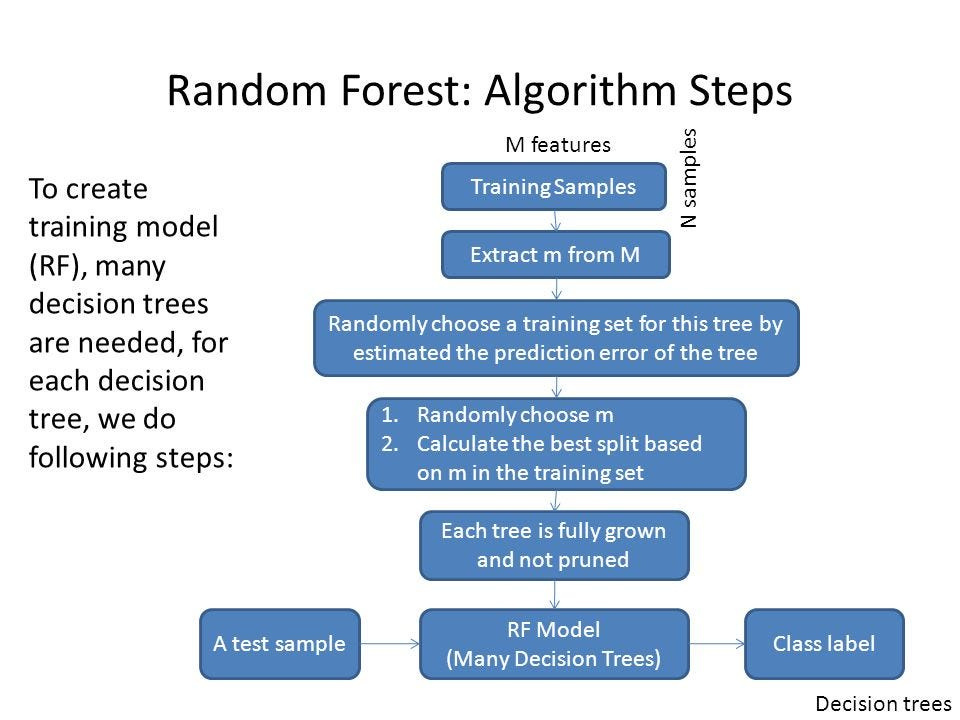 Random Forest: Algorithm Steps
To create
training model
(RF), many
decision trees
are needed, for
each decision
tree, we do
following steps:
M features
N samples
Training Samples
Extract m from M
Randomly choose a training set for this tree by
estimated the prediction error of the tree
1. Randomly choose m
2. Calculate the best split based
on m in the training set
Each tree is fully grown
and not pruned
A test sample
RF Model
(Many Decision Trees)
Class label
Decision trees